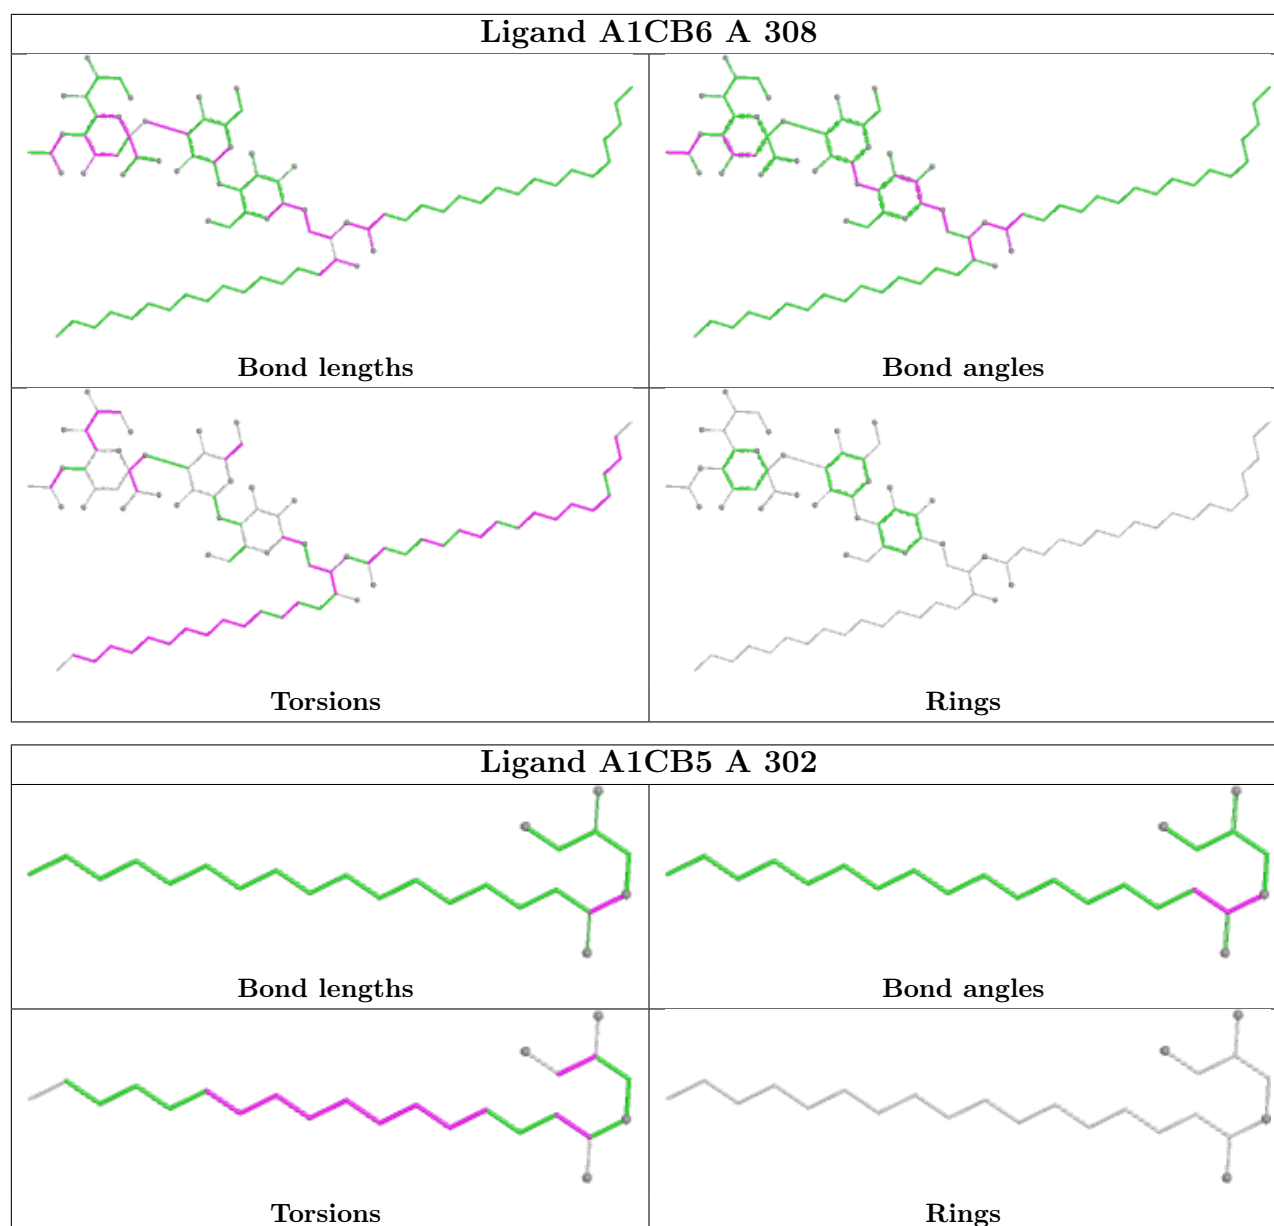 Ligand A1CB6 A 308
Bond lengths
Bond angles
Torsions
Rings
Ligand A1CB5 A 302
Bond lengths
Bond angles
Torsions
Rings